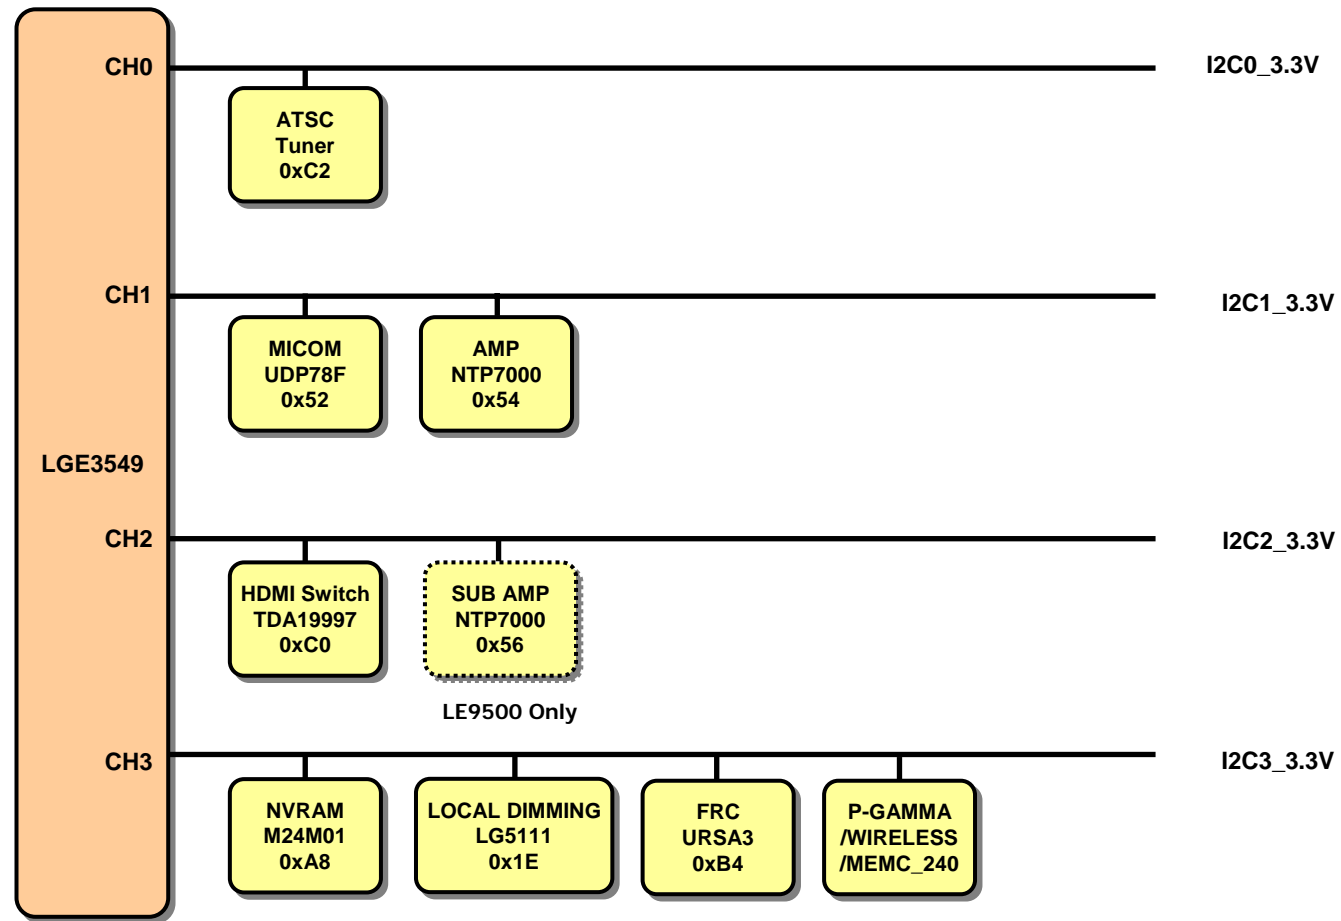 CH0
I2C0_3.3V
ATSC
Tuner
0xC2
CH1
I2C1_3.3V
MICOM
UDP78F
0x52
AMP
NTP7000
0x54
LGE3549
CH2
I2C2_3.3V
HDMI Switch
TDA19997
0xC0
SUB AMP
NTP7000
0x56
LE9500 Only
CH3
I2C3_3.3V
NVRAM
M24M01
0xA8
LOCAL DIMMING
LG5111
0x1E
FRC
URSA3
0xB4
P-GAMMA
/WIRELESS
/MEMC_240